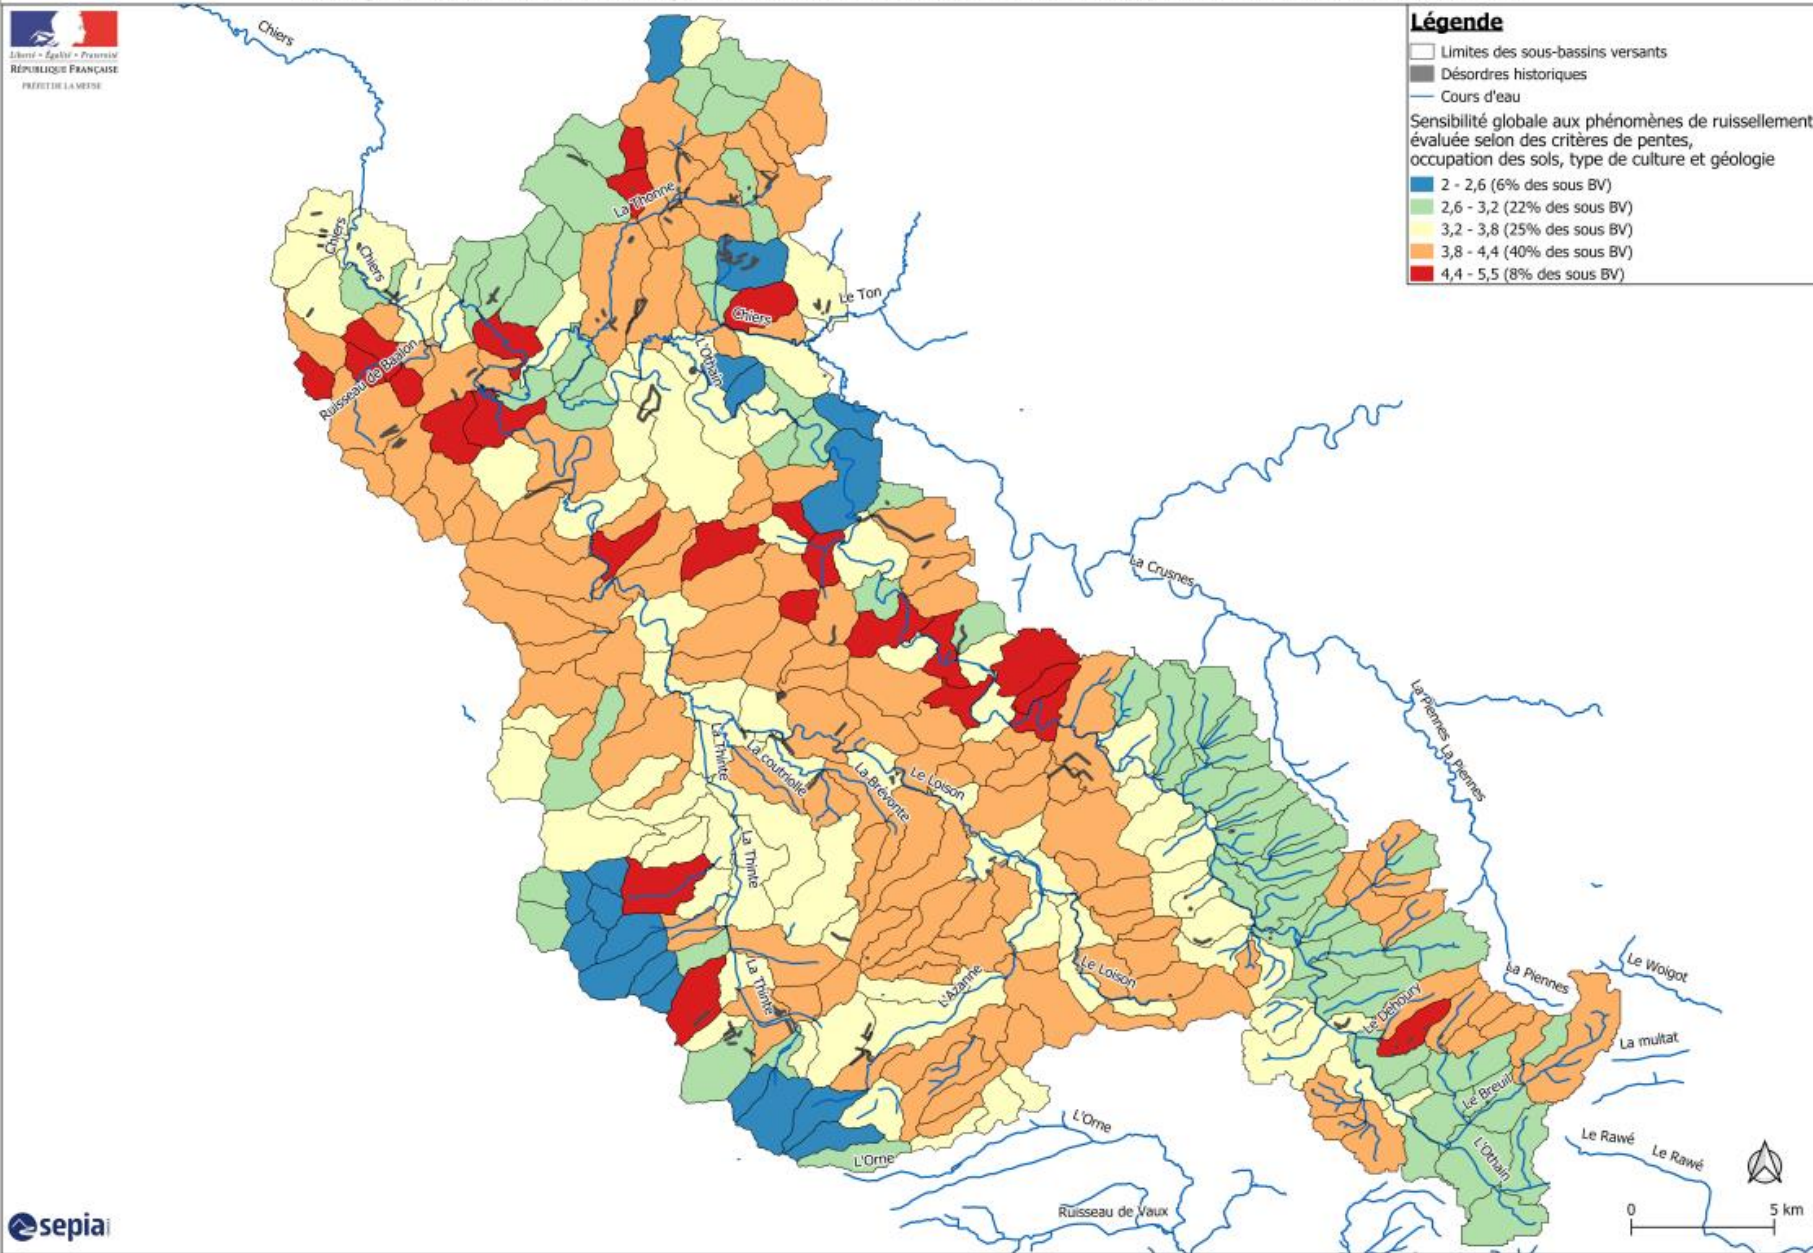 Liberté • Égalité • Fraternité
RÉPUBLIQUE FRANÇAISE
PRÉFET DE LA MEUSE
Légende
Limites des sous-bassins versants
Désordres historiques
Cours d'eau
Sensibilité globale aux phénomènes de ruissellement
évaluée selon des critères de pentes,
occupation des sols, type de culture et géologie
2 - 2,6 (6% des sous BV)
2,6 - 3,2 (22% des sous BV)
3,2 - 3,8 (25% des sous BV)
3,8 - 4,4 (40% des sous BV)
4,4 - 5,5 (8% des sous BV)
Chiers
La Thonne
Chiers
Chiers
Le Ton
Chiers
L'Othain
Ruisseau de Baalon
La Crusnes
La Piennes
La Piennes
La Thinte
La coutriolle
La Brévonte
Le Loison
La Thinte
La Thinte
L'Azanne
Le Loison
La Piennes
Le Woigot
Le Déhoury
La multat
Le Breuil
L'Orne
L'Orne
L'Othain
Le Rawé
Le Rawé
Ruisseau de Vaux
0
5 km
sepia